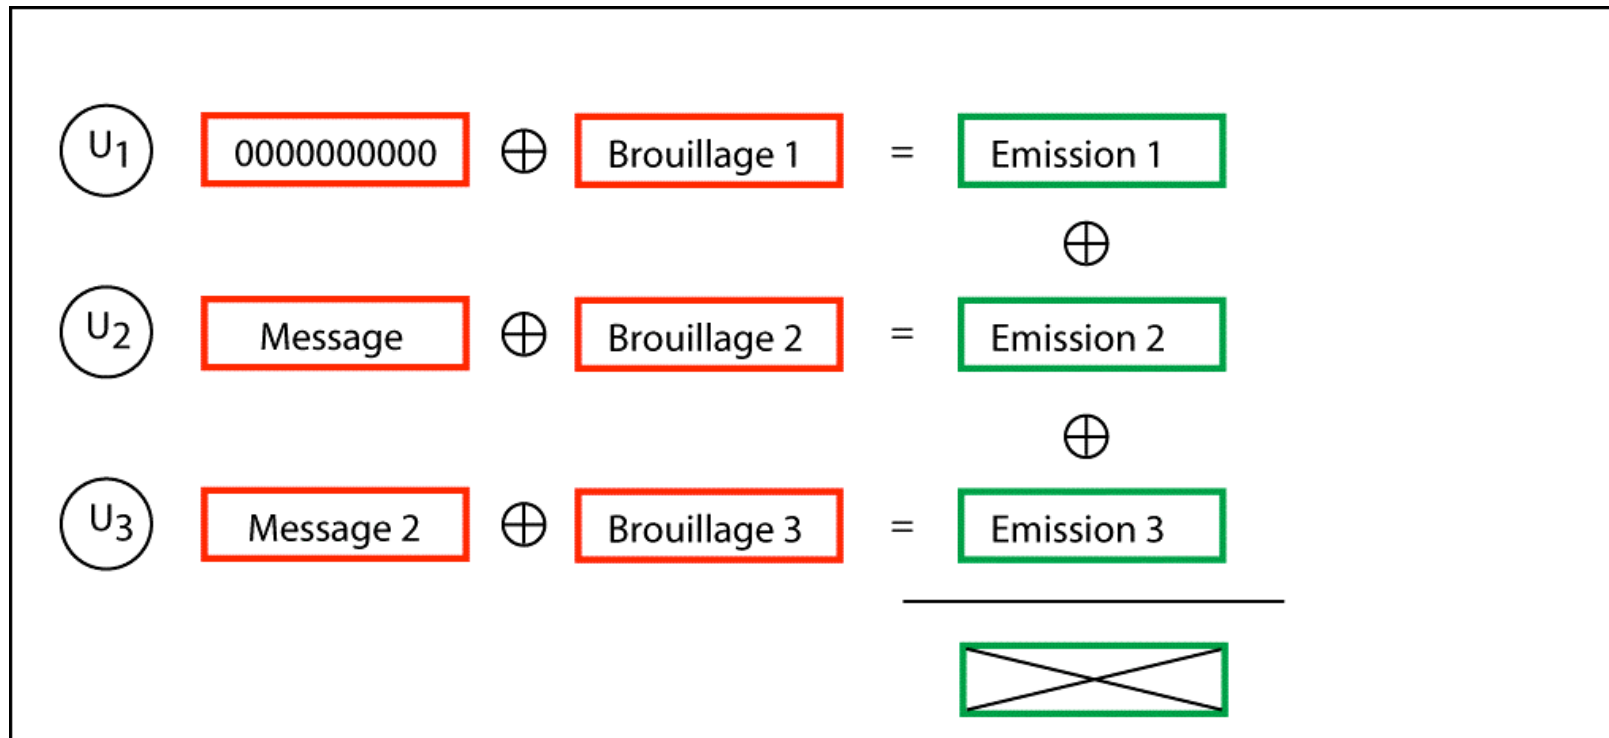 U1 0000000000 ⊕ Brouillage 1 = Emission 1
⊕
U2 Message ⊕ Brouillage 2 = Emission 2
⊕
U3 Message 2 ⊕ Brouillage 3 = Emission 3